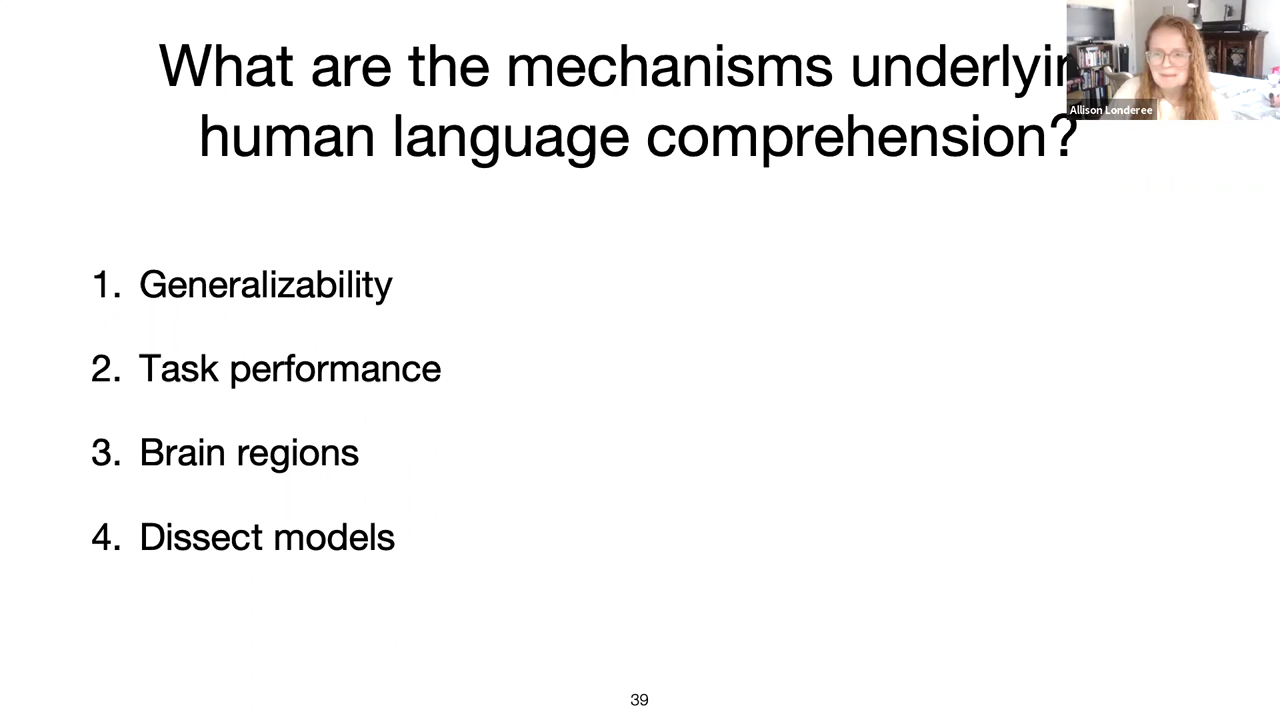 What are the mechanisms underlyin
human language comprehension?
Allison Londeree
1. Generalizability
2. Task performance
3. Brain regions
4. Dissect models
39